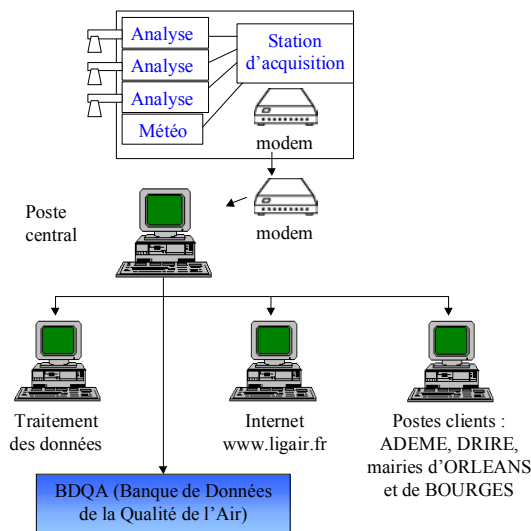 Analyse
Analyse
Analyse
Météo
Station
d'acquisition
modem
modem
Poste
central
Traitement
des données
Internet
www.ligair.fr
Postes clients :
ADEME, DRIRE,
mairies d'ORLEANS
et de BOURGES
BDQA (Banque de Données
de la Qualité de l'Air)